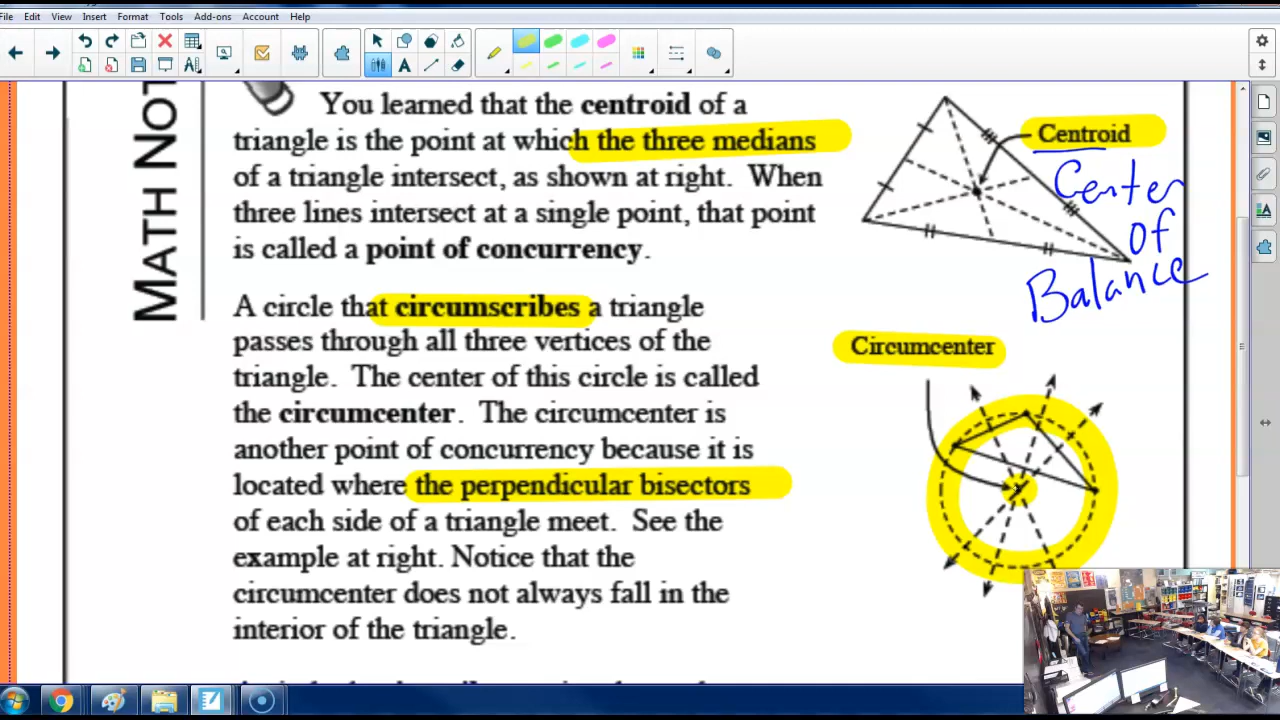 File Edit View Insert Format Tools Add-ons Account Help
MATH NOT
You learned that the centroid of a
triangle is the point at which the three medians
of a triangle intersect, as shown at right. When
three lines intersect at a single point, that point
is called a point of concurrency.
Centroid
Center
Of
Balance
A circle that circumscribes a triangle
passes through all three vertices of the
triangle. The center of this circle is called
the circumcenter. The circumcenter is
another point of concurrency because it is
located where the perpendicular bisectors
of each side of a triangle meet. See the
example at right. Notice that the
circumcenter does not always fall in the
interior of the triangle.
Circumcenter